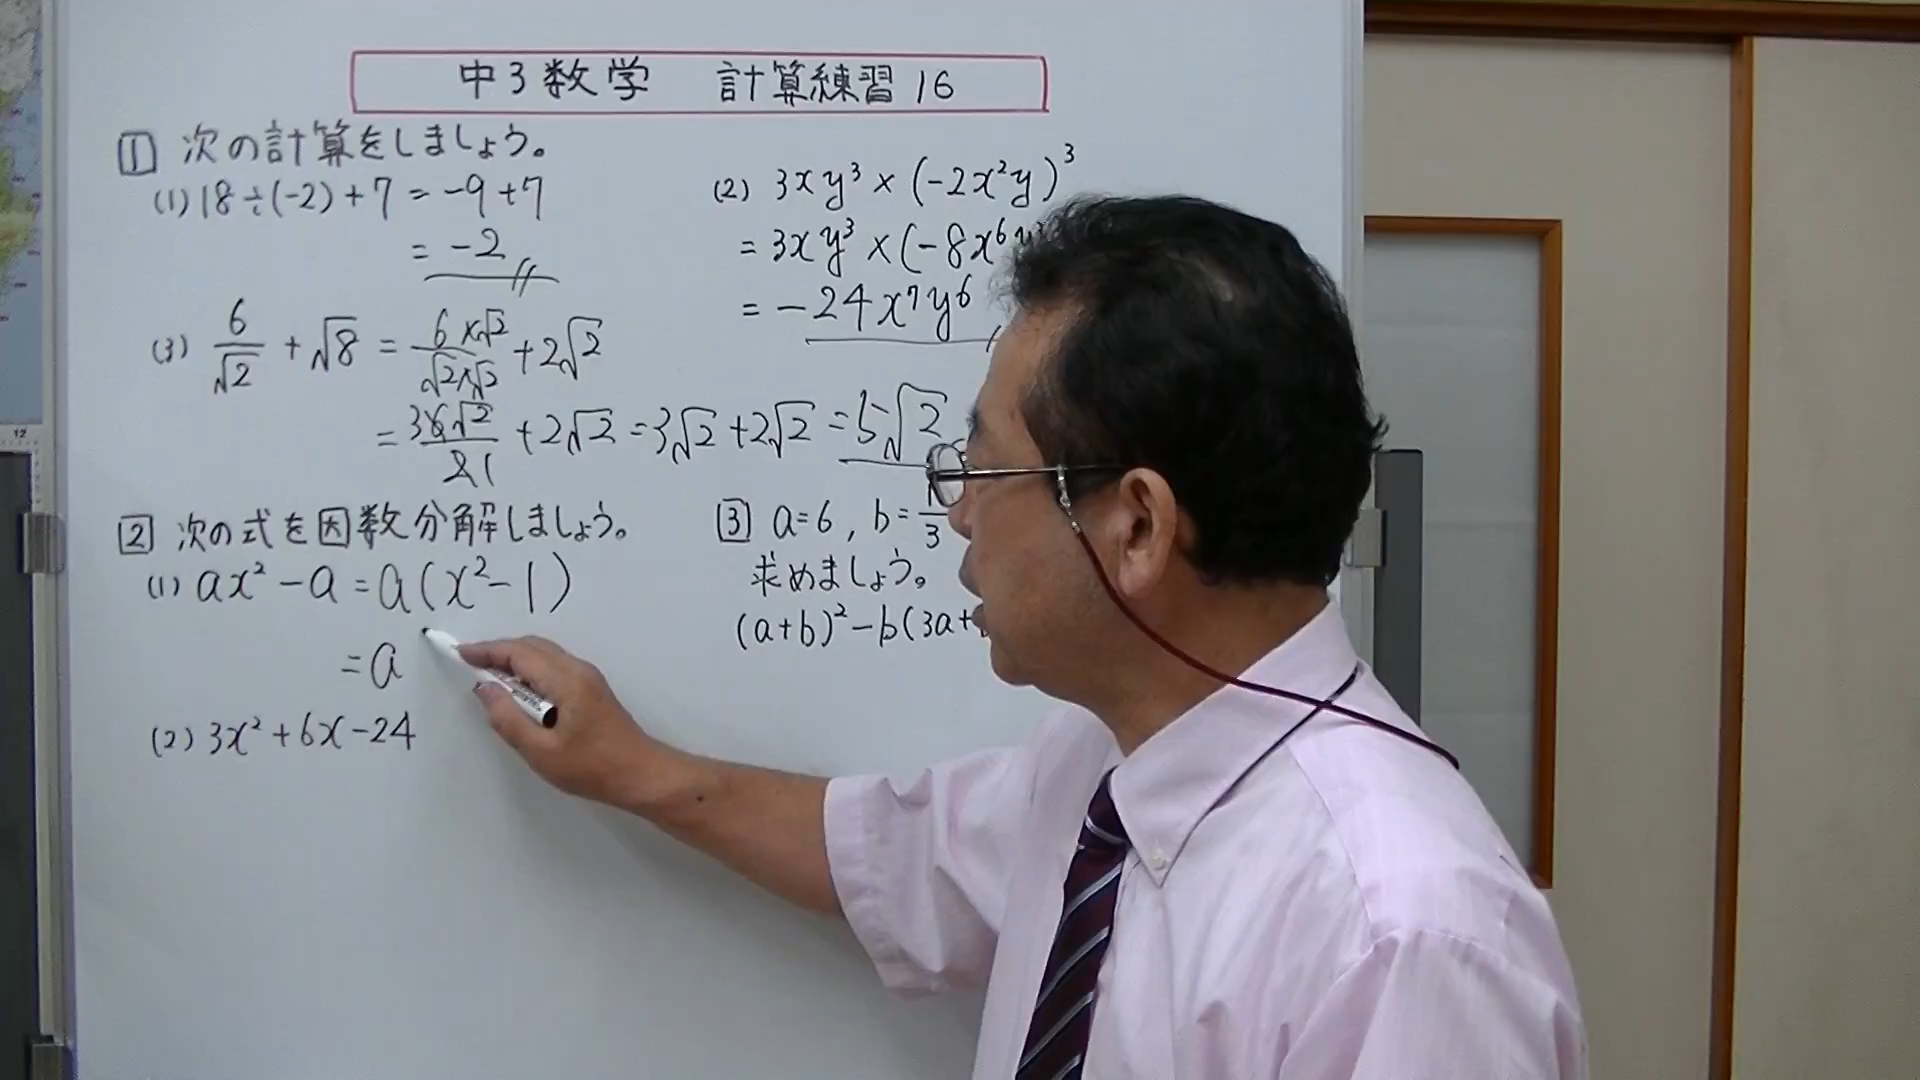 中3数学 計算練習16
1 次の計算をしましょう。
(1) 18÷(-2)+7 = -9+7
= -2
(2) 3xy³×(-2x²y)³
= 3xy³×(-8x⁶y³
= -24x⁷y⁶
(3) 6/√2 + √8 = 6×√2/√2×√2 + 2√2
= 36√2/21 + 2√2 = 3√2 + 2√2 = 5√2
2 次の式を因数分解しましょう。
(1) ax²-a = a(x²-1)
= a
(2) 3x²+6x-24
3 a=6, b=1/3
求めましょう。
(a+b)²-b(3a+
12